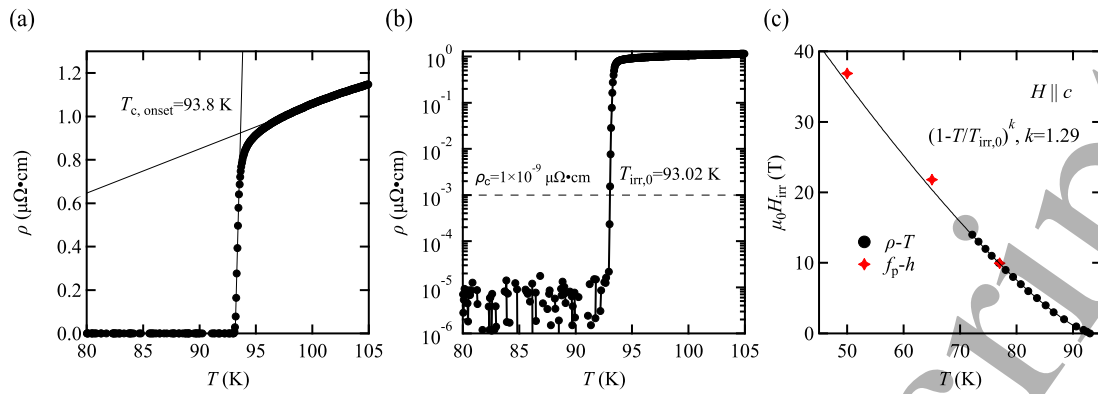 (a)
(b)
(c)
1.2
1.0
0.8
0.6
0.4
0.2
0.0
ρ (μΩ•cm)
T_c, onset=93.8 K
80
85
90
95
100
105
T (K)
10^0
10^-1
10^-2
10^-3
10^-4
10^-5
10^-6
ρ (μΩ•cm)
ρ_c=1×10^-9 μΩ•cm
T_irr,0=93.02 K
80
85
90
95
100
105
T (K)
40
30
20
10
0
μ_0H_irr (T)
H || c
(1-T/T_irr,0)^k, k=1.29
ρ-T
f_p-h
50
60
70
80
90
T (K)